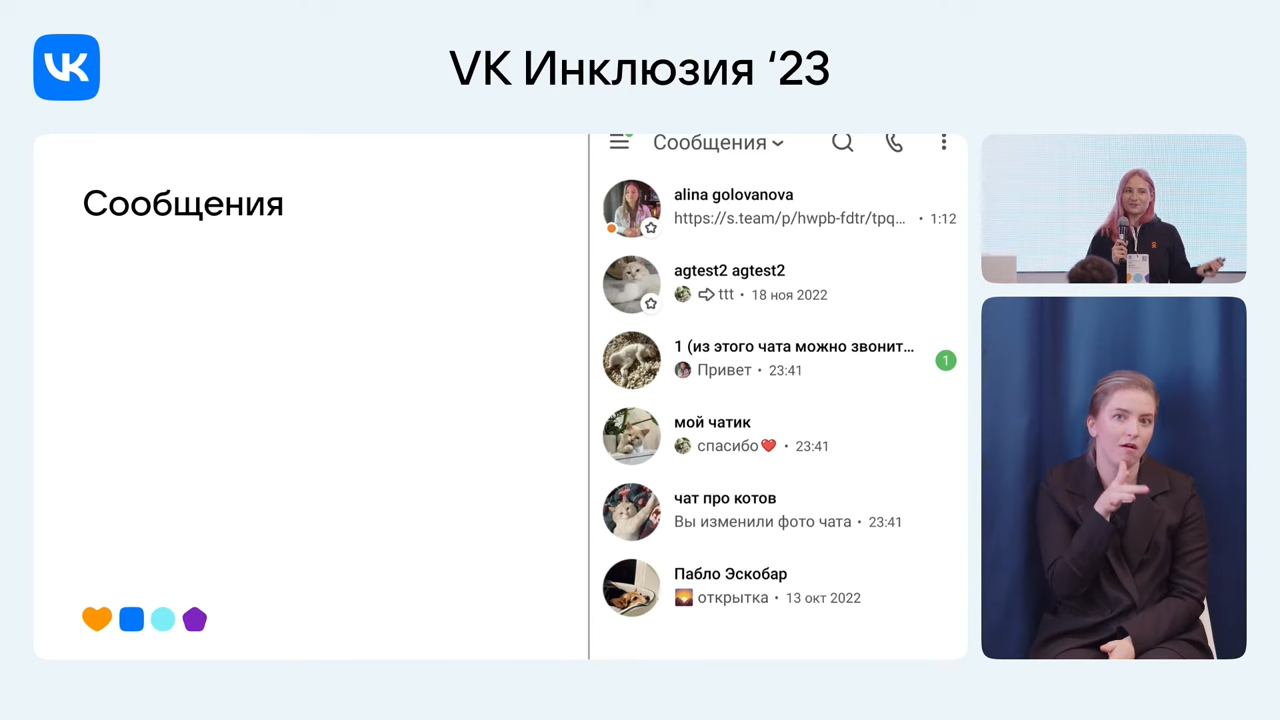 VK
VK Инклюзия ‘23
Сообщения
Сообщения
alina golovanova
https://s.team/p/hwpb-fdtr/tpq... • 1:12
agtest2 agtest2
ttt • 18 ноя 2022
1 (из этого чата можно звонит...
1
Привет • 23:41
мой чатик
спасибо❤️ • 23:41
чат про котов
Вы изменили фото чата • 23:41
Пабло Эскобар
открытка • 13 окт 2022